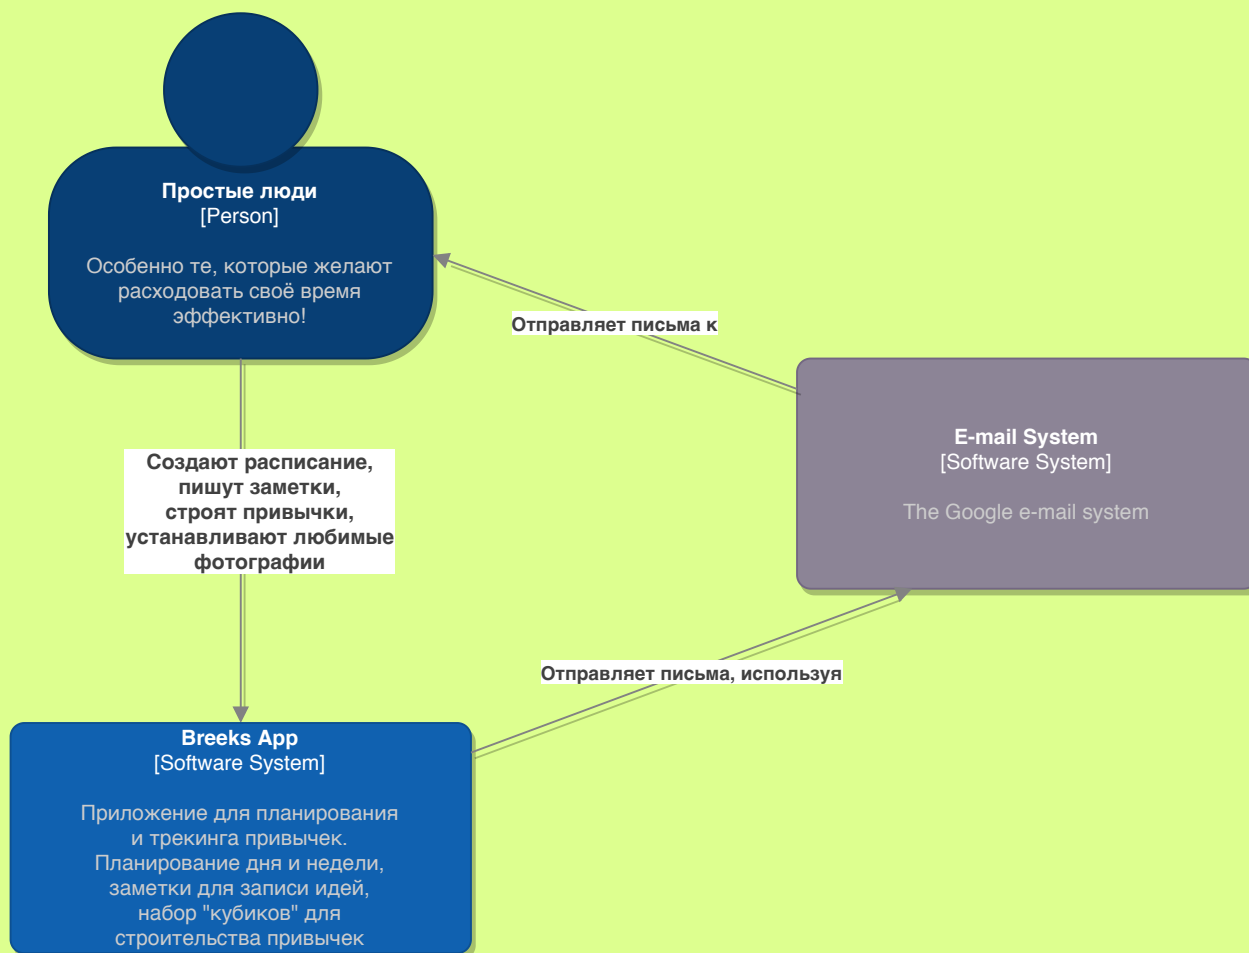 Простые люди
[Person]
Особенно те, которые желают
расходовать своё время
эффективно!
Отправляет письма к
E-mail System
[Software System]
The Google e-mail system
Создают расписание,
пишут заметки,
строят привычки,
устанавливают любимые
фотографии
Отправляет письма, используя
Breeks App
[Software System]
Приложение для планирования
и трекинга привычек.
Планирование дня и недели,
заметки для записи идей,
набор "кубиков" для
строительства привычек